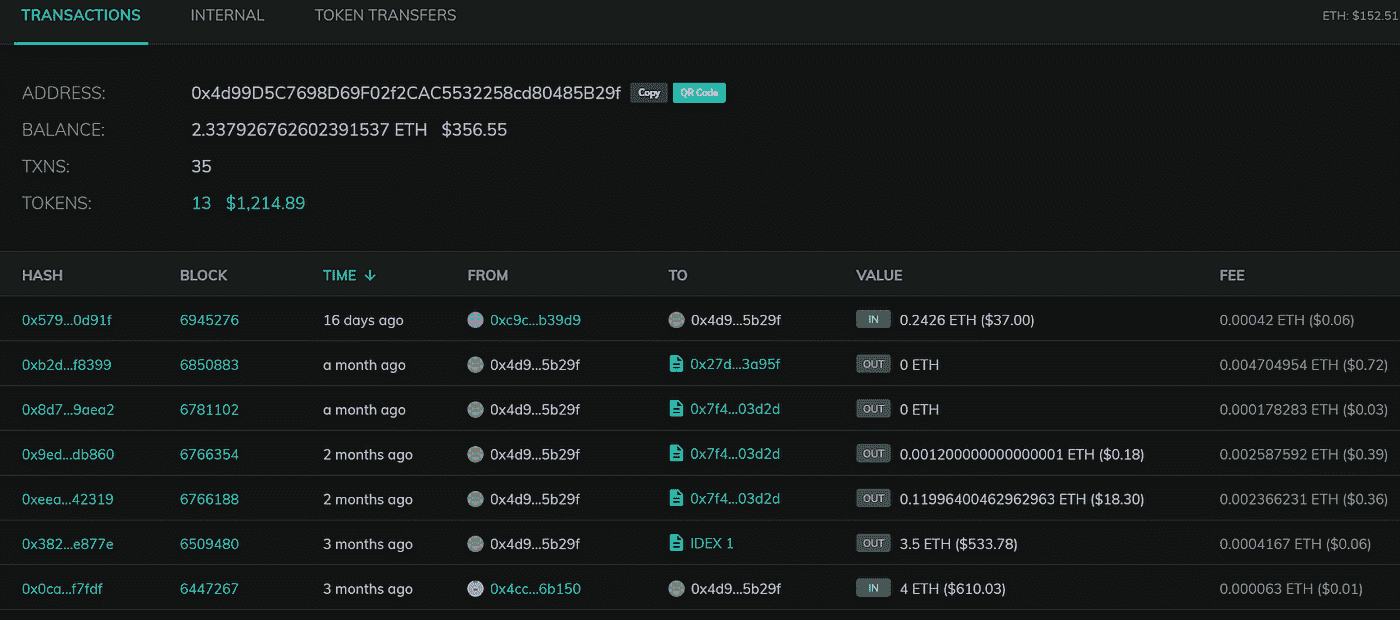 TRANSACTIONS INTERNAL TOKEN TRANSFERS ETH: $152.51
ADDRESS: 0x4d99D5C7698D69F02f2CAC5532258cd80485B29f Copy QR Code
BALANCE: 2.337926762602391537 ETH $356.55
TXNS: 35
TOKENS: 13 $1,214.89
HASH BLOCK TIME ↓ FROM TO VALUE FEE
0x579...0d91f 6945276 16 days ago 0xc9c...b39d9 0x4d9...5b29f IN 0.2426 ETH ($37.00) 0.00042 ETH ($0.06)
0xb2d...f8399 6850883 a month ago 0x4d9...5b29f 0x27d...3a95f OUT 0 ETH 0.004704954 ETH ($0.72)
0x8d7...9aea2 6781102 a month ago 0x4d9...5b29f 0x7f4...03d2d OUT 0 ETH 0.000178283 ETH ($0.03)
0x9ed...db860 6766354 2 months ago 0x4d9...5b29f 0x7f4...03d2d OUT 0.001200000000000001 ETH ($0.18) 0.002587592 ETH ($0.39)
0xeea...42319 6766188 2 months ago 0x4d9...5b29f 0x7f4...03d2d OUT 0.11996400462962963 ETH ($18.30) 0.002366231 ETH ($0.36)
0x382...e877e 6509480 3 months ago 0x4d9...5b29f IDEX 1 OUT 3.5 ETH ($533.78) 0.0004167 ETH ($0.06)
0x0ca...f7fdf 6447267 3 months ago 0x4cc...6b150 0x4d9...5b29f IN 4 ETH ($610.03) 0.000063 ETH ($0.01)